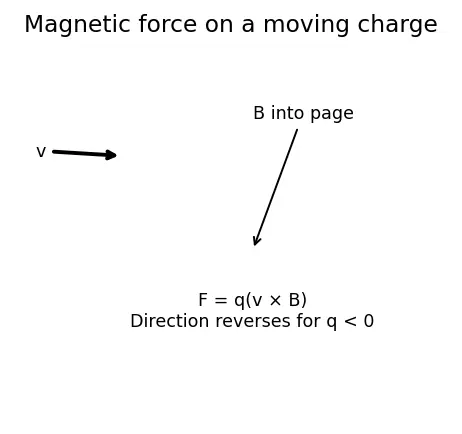 Magnetic force on a moving charge
B into page
v
F = q(v × B)
Direction reverses for q < 0